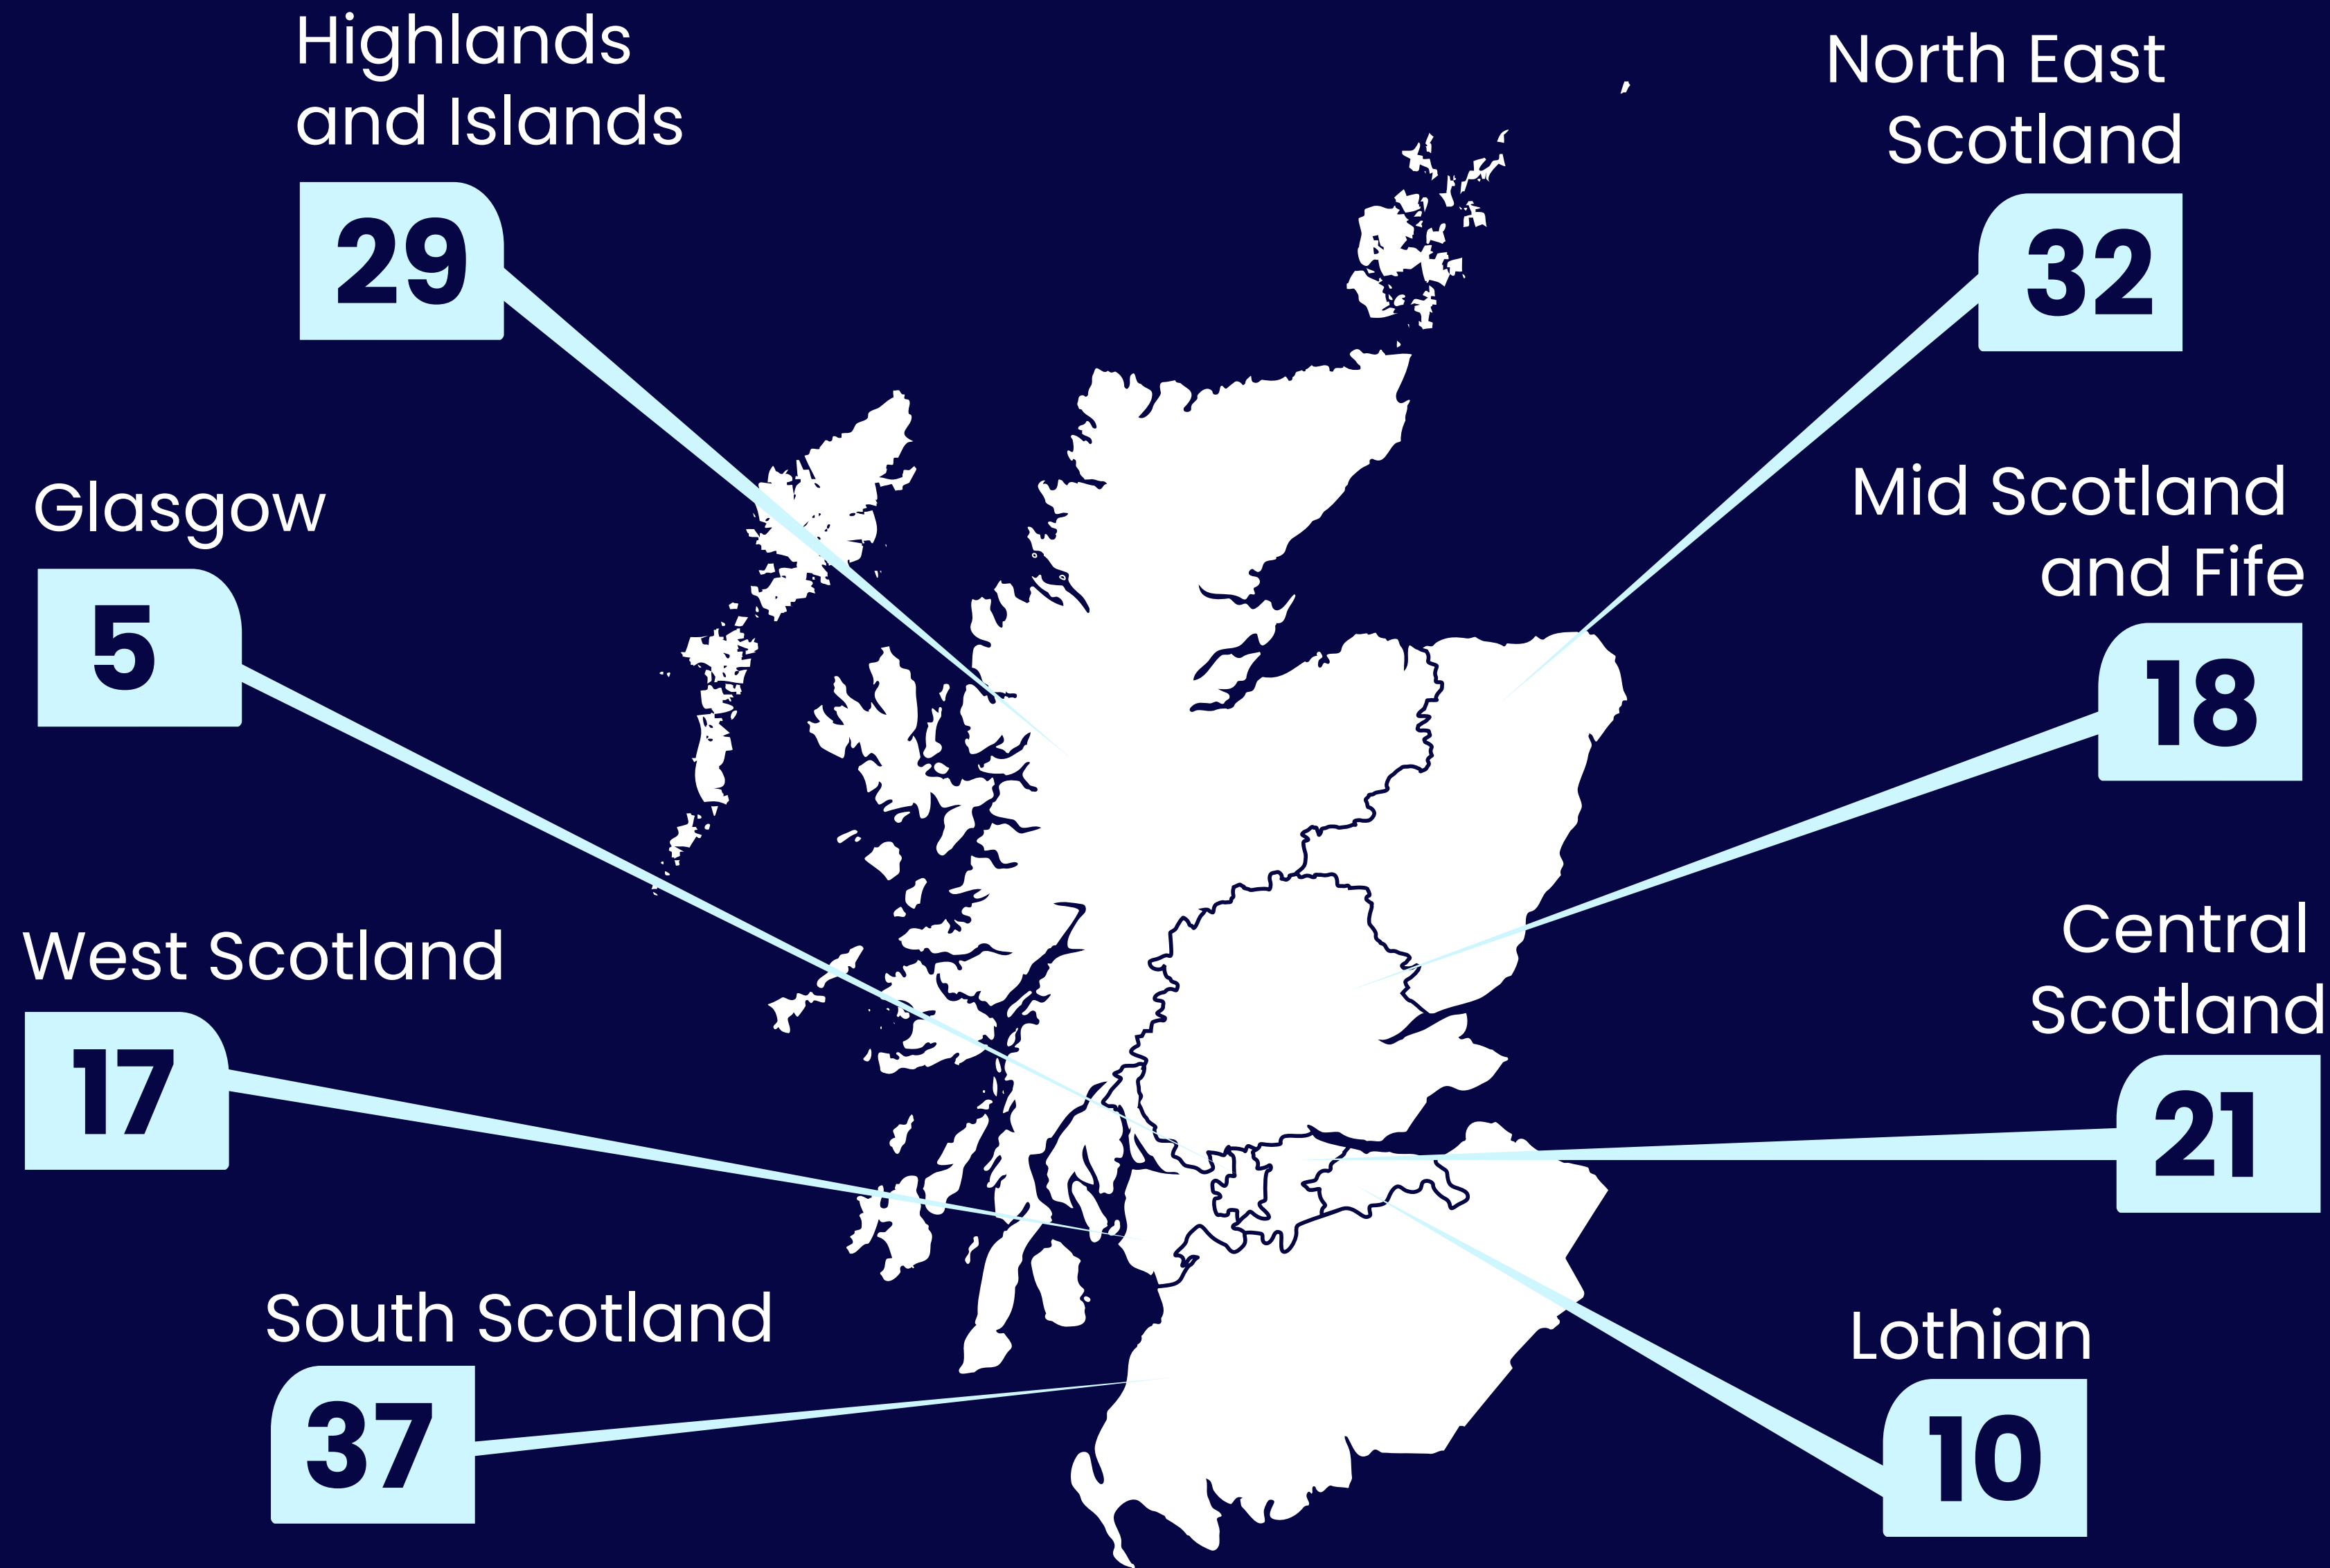 Highlands
and Islands
29
Glasgow
5
West Scotland
17
South Scotland
37
North East
Scotland
32
Mid Scotland
and Fife
18
Central
Scotland
21
Lothian
10